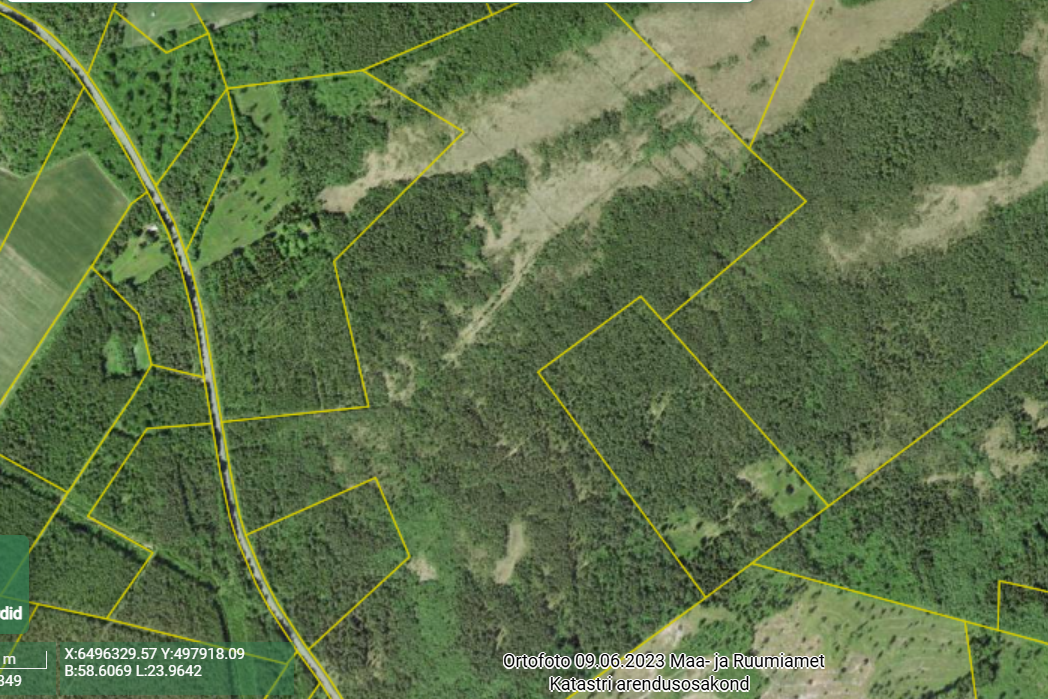 did
m
349
X:6496329.57 Y:497918.09
B:58.6069 L:23.9642
Ortofoto 09.06.2023 Maa- ja Ruumiamet
Katastri arendusosakond